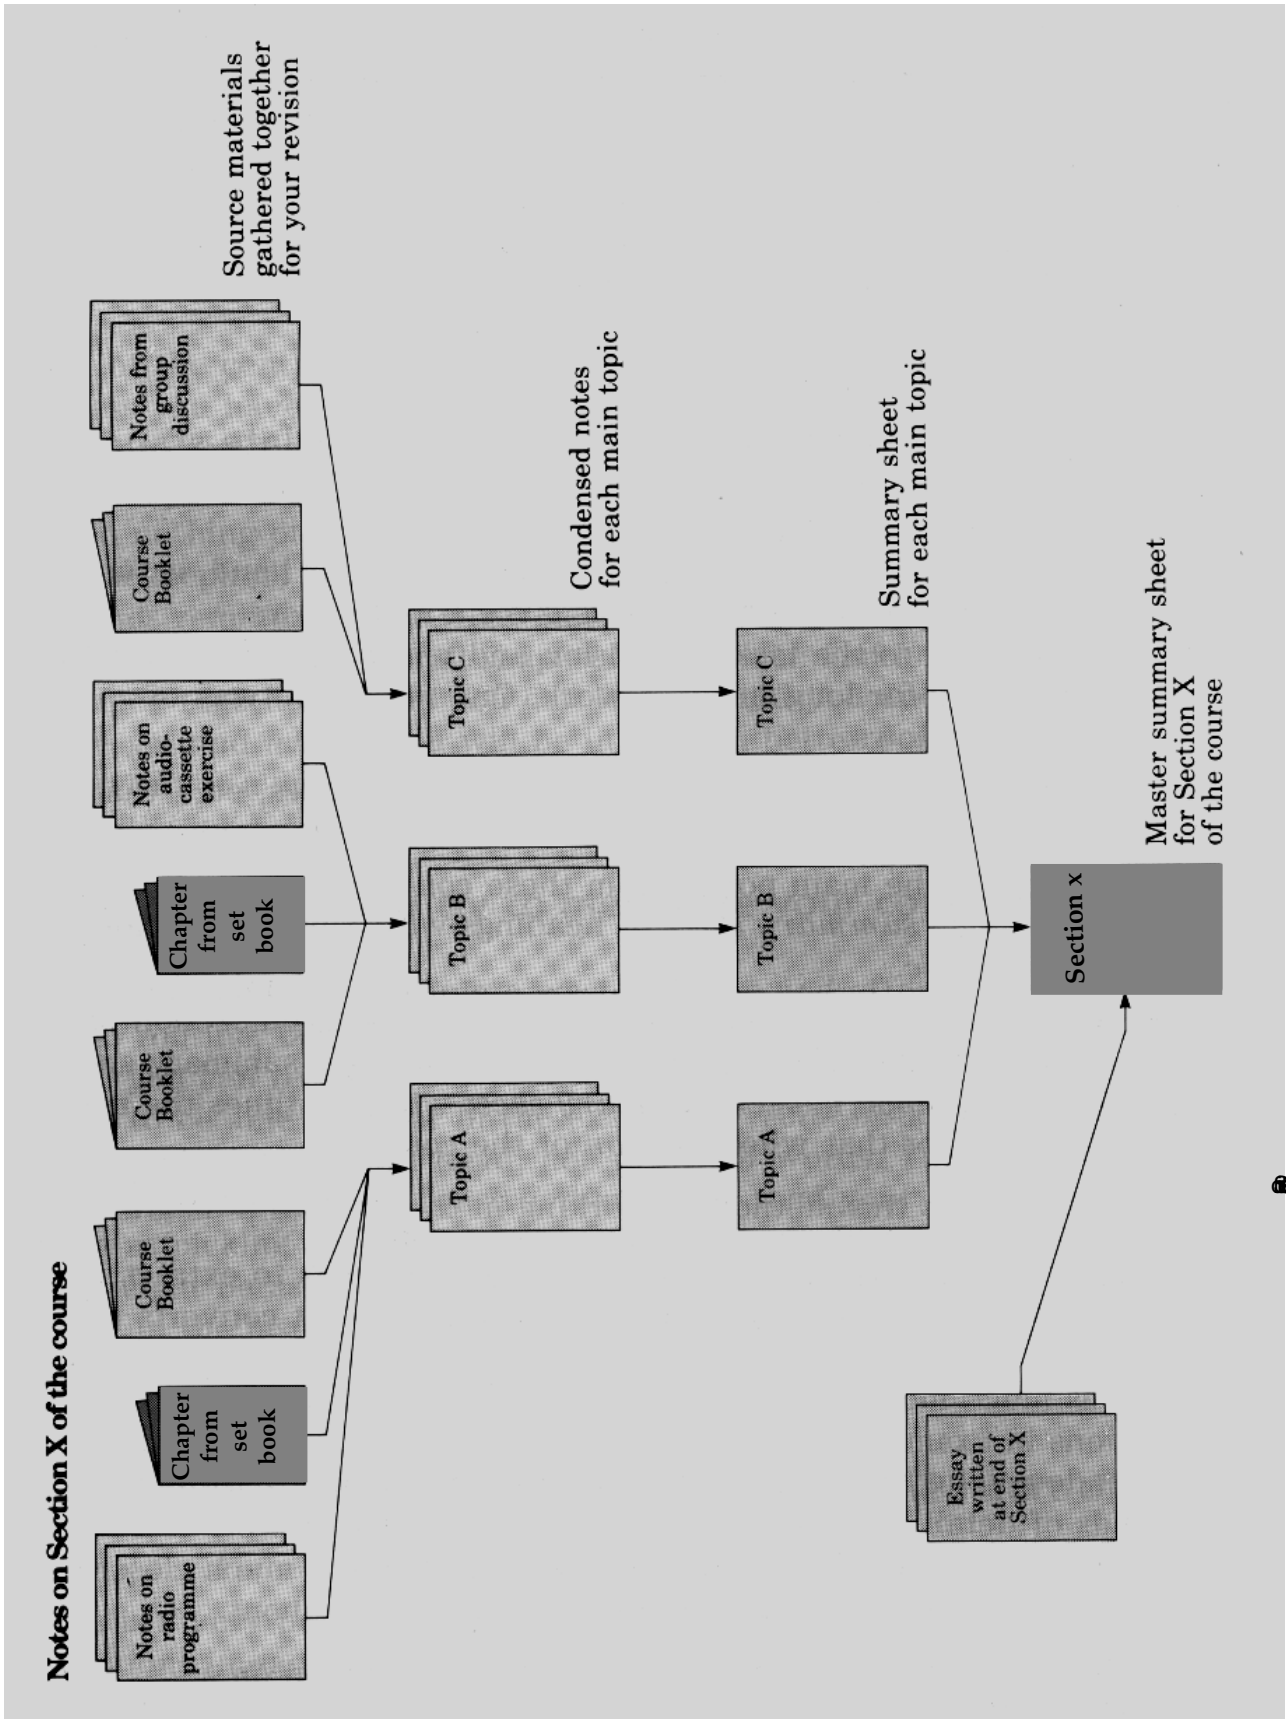 Notes on Section X of the course
Notes on
radio
programme
Chapter
from
set
book
Course
Booklet
Course
Booklet
Chapter
from
set
book
Notes on
audio-
cassette
exercise
Course
Booklet
Notes from
group
discussion
Source materials
gathered together
for your revision
Topic A
Topic B
Topic C
Condensed notes
for each main topic
Topic A
Topic B
Topic C
Summary sheet
for each main topic
Essay
written
at end of
Section X
Section x
Master summary sheet
for Section X
of the course